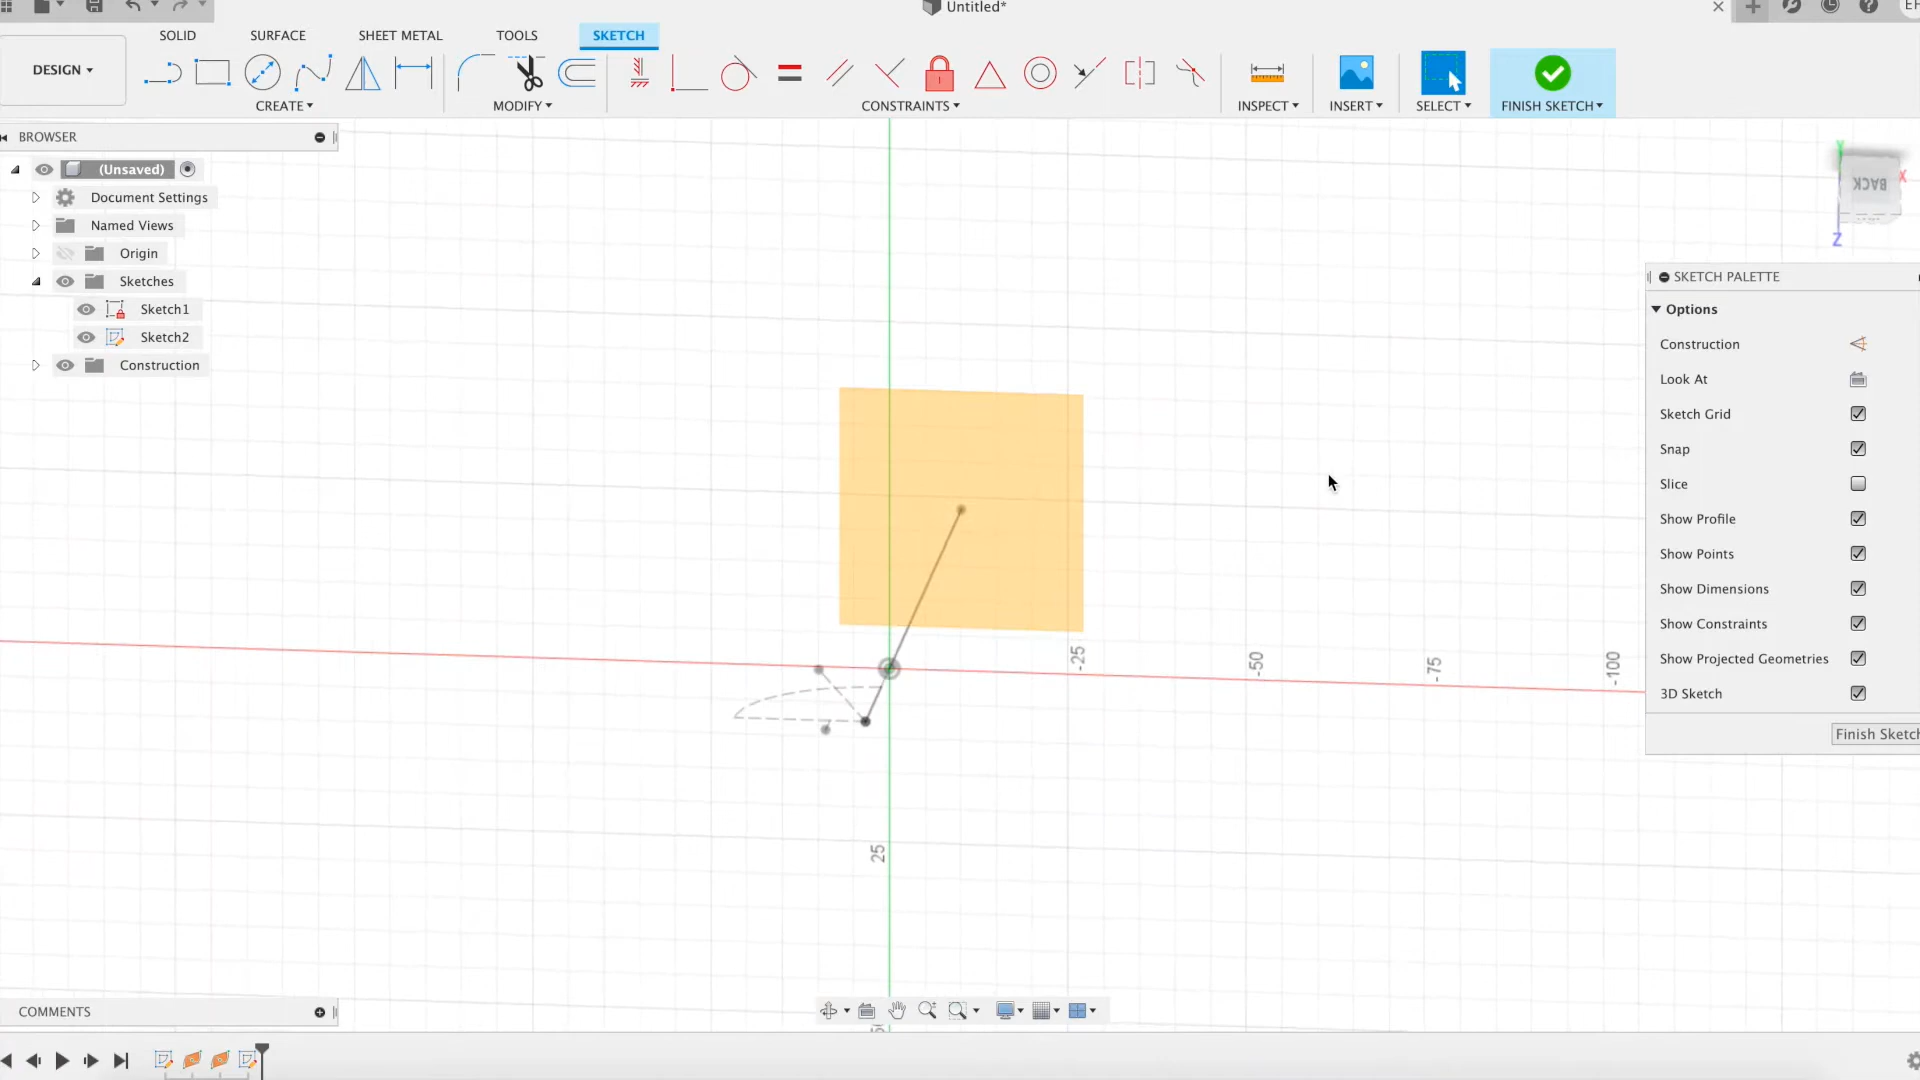 Untitled*
EH
SOLID
SURFACE
SHEET METAL
TOOLS
SKETCH
DESIGN
CREATE
MODIFY
CONSTRAINTS
INSPECT
INSERT
SELECT
FINISH SKETCH
BROWSER
(Unsaved)
Document Settings
Named Views
Origin
Sketches
Sketch1
Sketch2
Construction
Y
X
BACK
Z
SKETCH PALETTE
Options
Construction
Look At
Sketch Grid
Snap
Slice
Show Profile
Show Points
Show Dimensions
Show Constraints
Show Projected Geometries
3D Sketch
Finish Sketch
-25
-50
-75
-100
25
COMMENTS